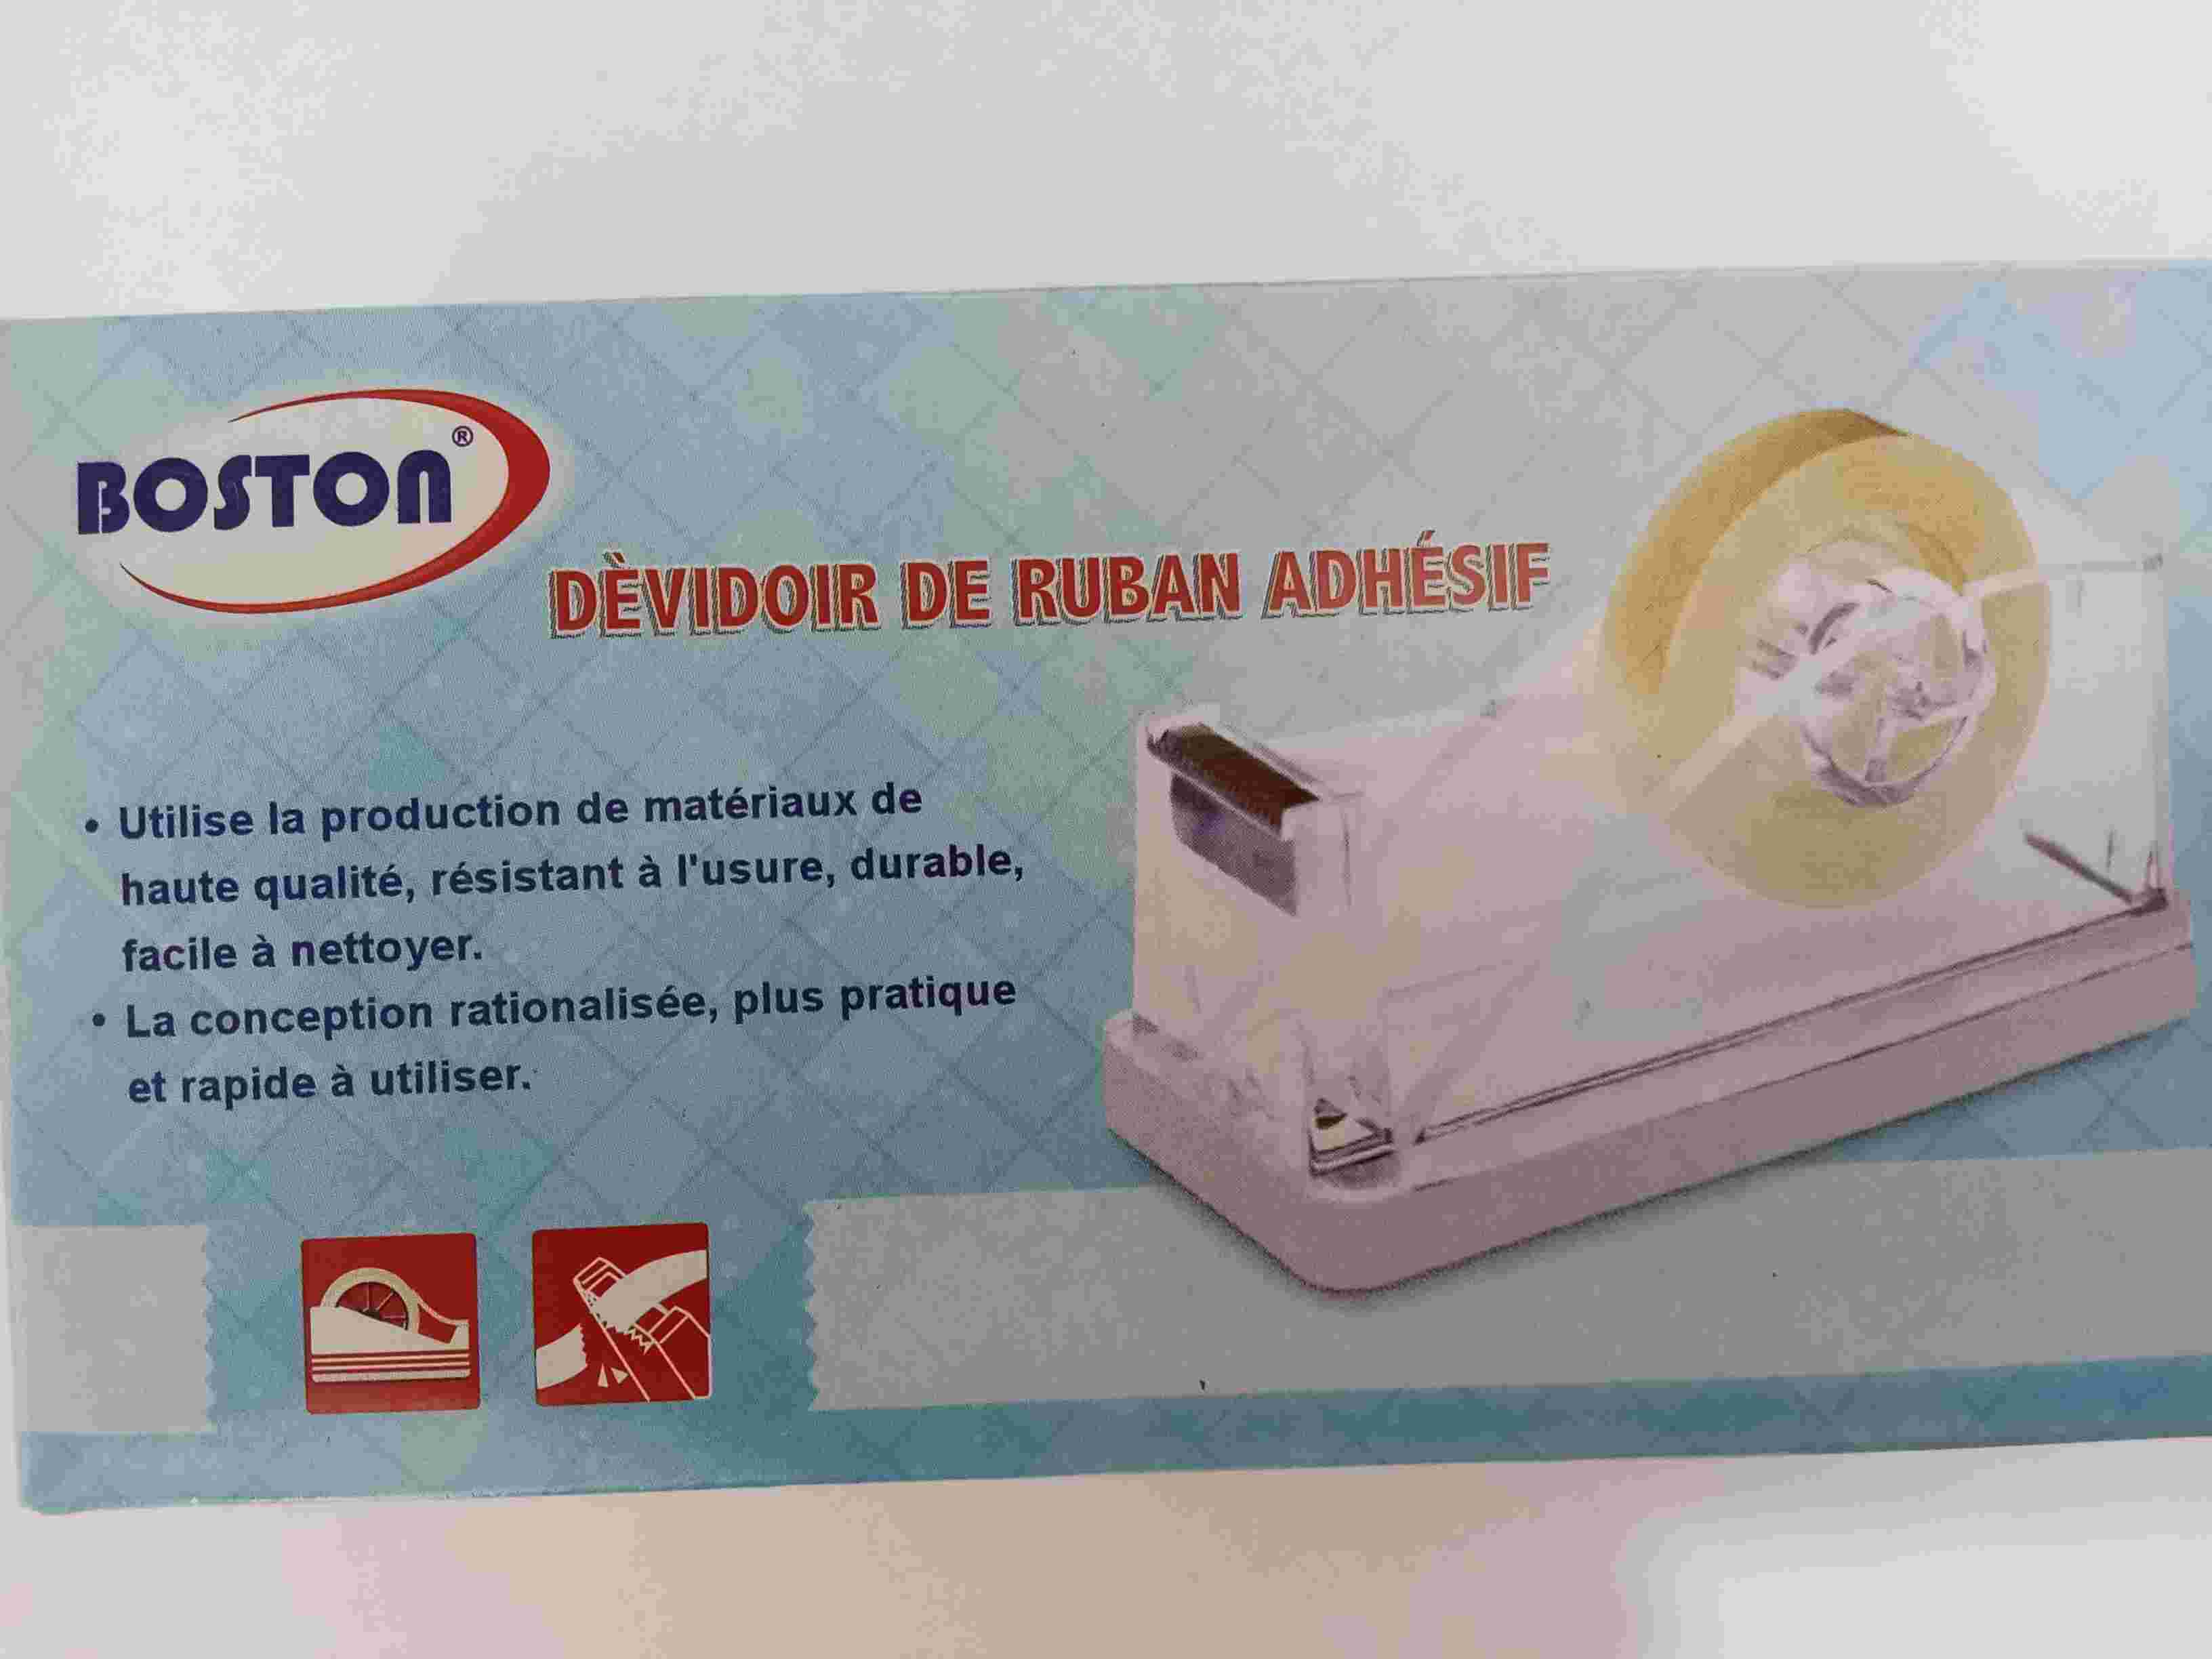 BOSTON®
DÈVIDOIR DE RUBAN ADHÉSIF
• Utilise la production de matériaux de
haute qualité, résistant à l'usure, durable,
facile à nettoyer.
• La conception rationalisée, plus pratique
et rapide à utiliser.